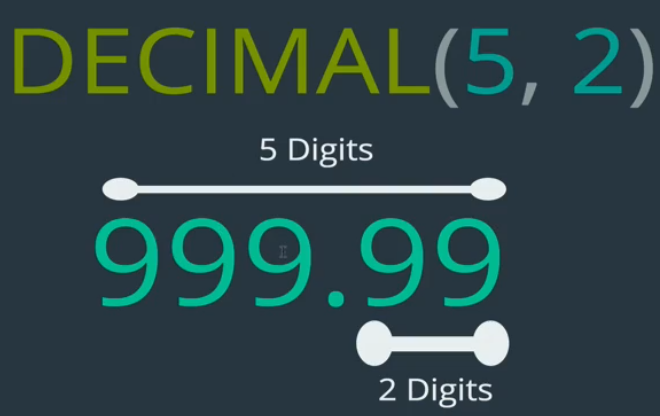 DECIMAL(5, 2)
5 Digits
999.99
2 Digits